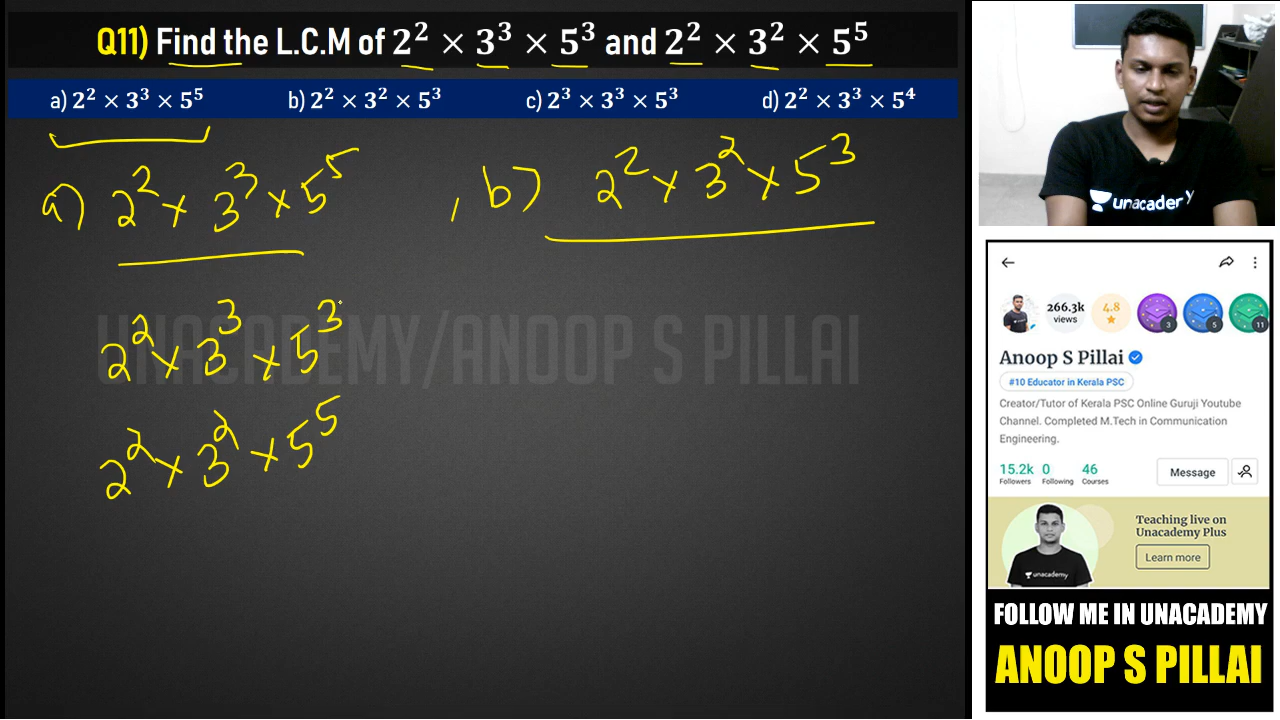 Q11) Find the L.C.M of 2² × 3³ × 5³ and 2² × 3² × 5⁵
a) 2² × 3³ × 5⁵ b) 2² × 3² × 5³ c) 2³ × 3³ × 5³ d) 2² × 3³ × 5⁴
a) 2² × 3³ × 5⁵ , b) 2² × 3² × 5³
2² × 3³ × 5³
2² × 3² × 5⁵
UNACADEMY/ANOOP S PILLAI
unacademy
266.3k 4.8
views
3 5 11
Anoop S Pillai
#10 Educator in Kerala PSC
Creator/Tutor of Kerala PSC Online Guruji Youtube
Channel. Completed M.Tech in Communication
Engineering.
15.2k 0 46
Followers Following Courses
Message
Teaching live on
Unacademy Plus
Learn more
unacademy
FOLLOW ME IN UNACADEMY
ANOOP S PILLAI